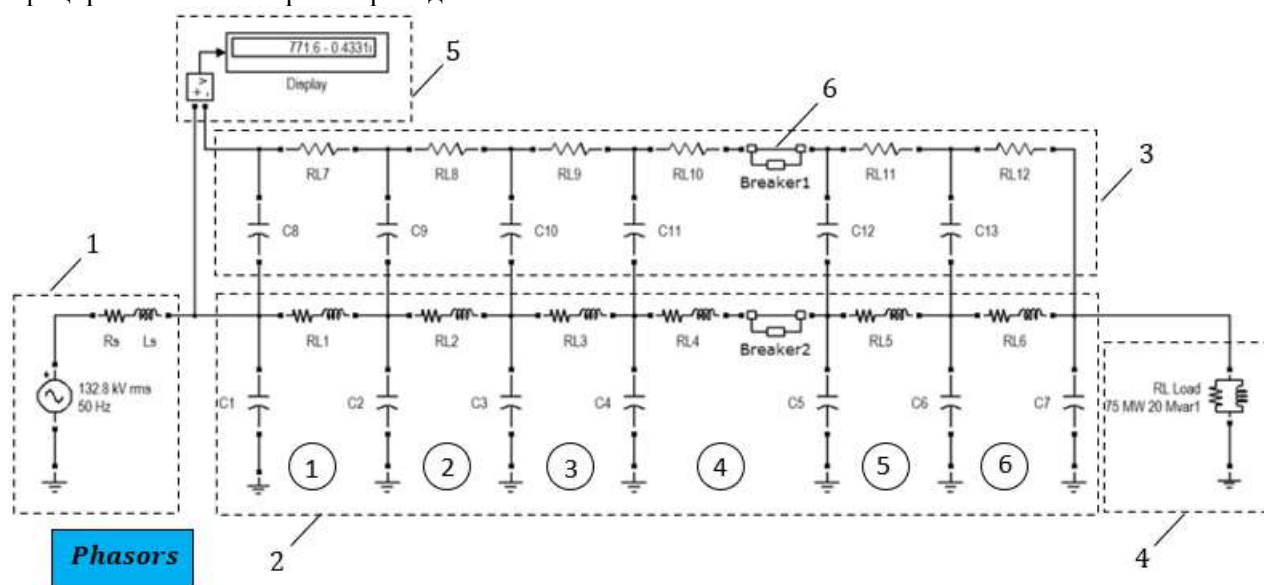 771.6 - 0.4331i
Display
5
6
3
RL7
RL8
RL9
RL10
Breaker1
RL11
RL12
C8
C9
C10
C11
C12
C13
1
Rs
Ls
RL1
RL2
RL3
RL4
Breaker2
RL5
RL6
132.8 kV rms
50 Hz
C1
C2
C3
C4
C5
C6
C7
RL Load
75 MW 20 Mvar1
1
2
3
4
5
6
Phasors
2
4